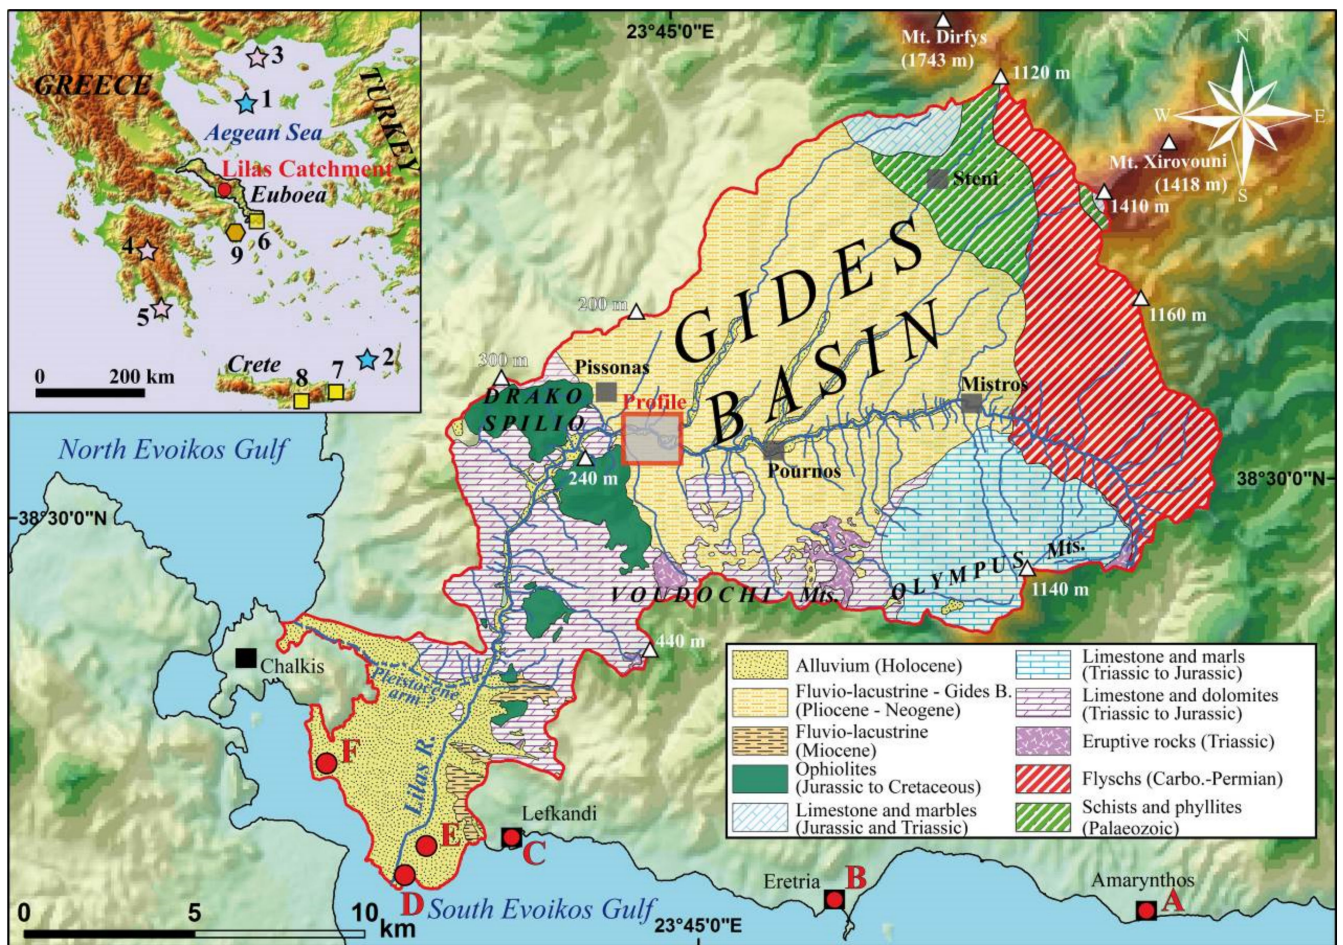 23°45'0"E
GREECE
TURKEY
3
1
Aegean Sea
Lilas Catchment
Euboea
6
9
4
5
2
Crete
7
8
0 200 km
Mt. Dirfys
(1743 m)
1120 m
N
W E
S
Mt. Xirovouni
(1418 m)
1410 m
Steni
GIDES
BASIN
200 m
1160 m
300 m
Pissonas
DRAKO
SPILIO
Profile
Mistros
North Evoikos Gulf
Pournos
240 m
38°30'0"N
38°30'0"N
VOUDOCHI Mts.
OLYMPUS Mts.
1140 m
440 m
Chalkis
Pleistocene
arm
Lilas R.
F
E
D
Lefkandi
C
Eretria
B
Amarynthos
A
South Evoikos Gulf
Alluvium (Holocene)
Fluvio-lacustrine - Gides B.
(Pliocene - Neogene)
Fluvio-lacustrine
(Miocene)
Ophiolites
(Jurassic to Cretaceous)
Limestone and marbles
(Jurassic and Triassic)
Limestone and marls
(Triassic to Jurassic)
Limestone and dolomites
(Triassic to Jurassic)
Eruptive rocks (Triassic)
Flyschs (Carbo.-Permian)
Schists and phyllites
(Palaeozoic)
0 5 10
km
23°45'0"E